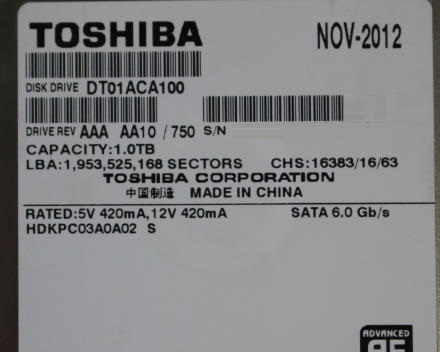 TOSHIBA NOV-2012
DISK DRIVE DT01ACA100
DRIVE REV AAA AA10 / 750 S/N
CAPACITY:1.0TB
LBA:1,953,525,168 SECTORS CHS:16383/16/63
TOSHIBA CORPORATION
中国制造 MADE IN CHINA
RATED:5V 420mA,12V 420mA SATA 6.0 Gb/s
HDKPC03A0A02 S
ADVANCED